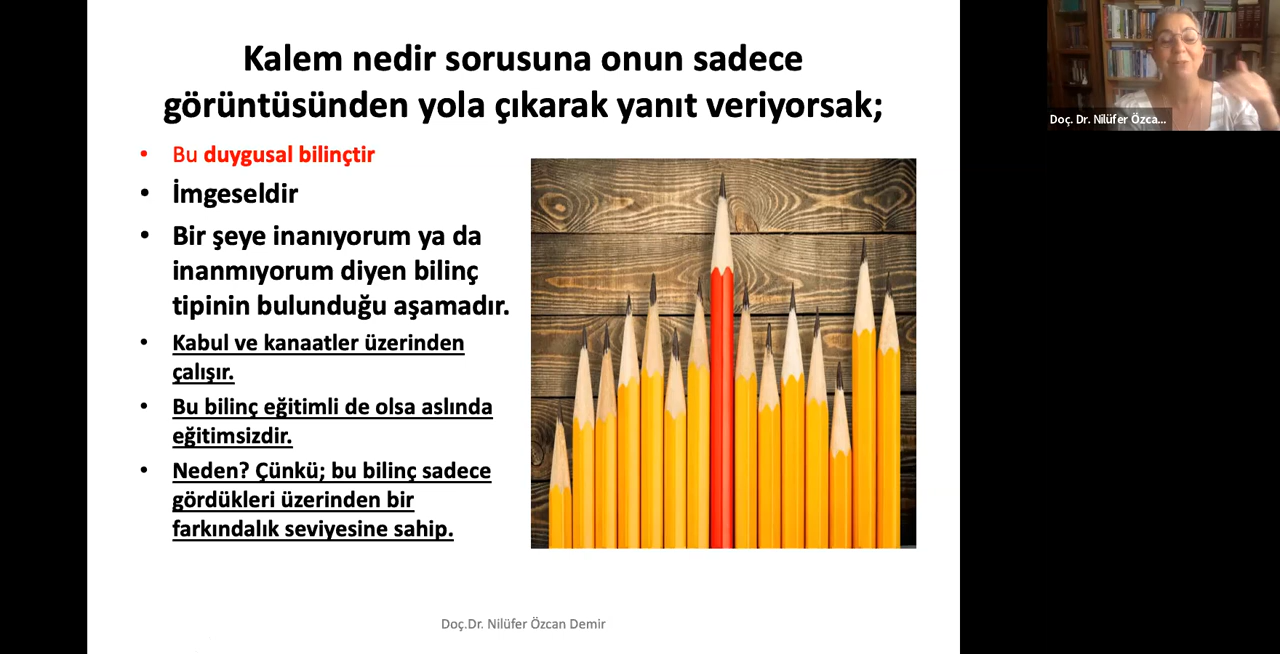 Kalem nedir sorusuna onun sadece
görüntüsünden yola çıkarak yanıt veriyorsak;
• Bu duygusal bilinçtir
• İmgeseldir
• Bir şeye inanıyorum ya da
inanmıyorum diyen bilinç
tipinin bulunduğu aşamadır.
• Kabul ve kanaatler üzerinden
çalışır.
• Bu bilinç eğitimli de olsa aslında
eğitimsizdir.
• Neden? Çünkü; bu bilinç sadece
gördükleri üzerinden bir
farkındalık seviyesine sahip.
Doç.Dr. Nilüfer Özcan Demir
Doç. Dr. Nilüfer Özca...